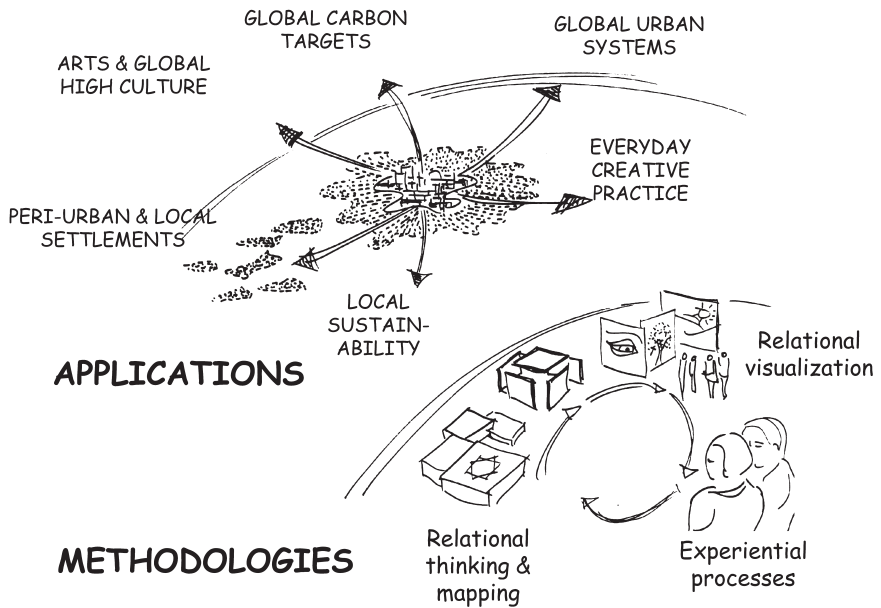 GLOBAL CARBON
TARGETS
GLOBAL URBAN
SYSTEMS
ARTS & GLOBAL
HIGH CULTURE
EVERYDAY
CREATIVE
PRACTICE
PERI-URBAN & LOCAL
SETTLEMENTS
LOCAL
SUSTAIN-
ABILITY
APPLICATIONS
Relational
visualization
METHODOLOGIES
Relational
thinking &
mapping
Experiential
processes